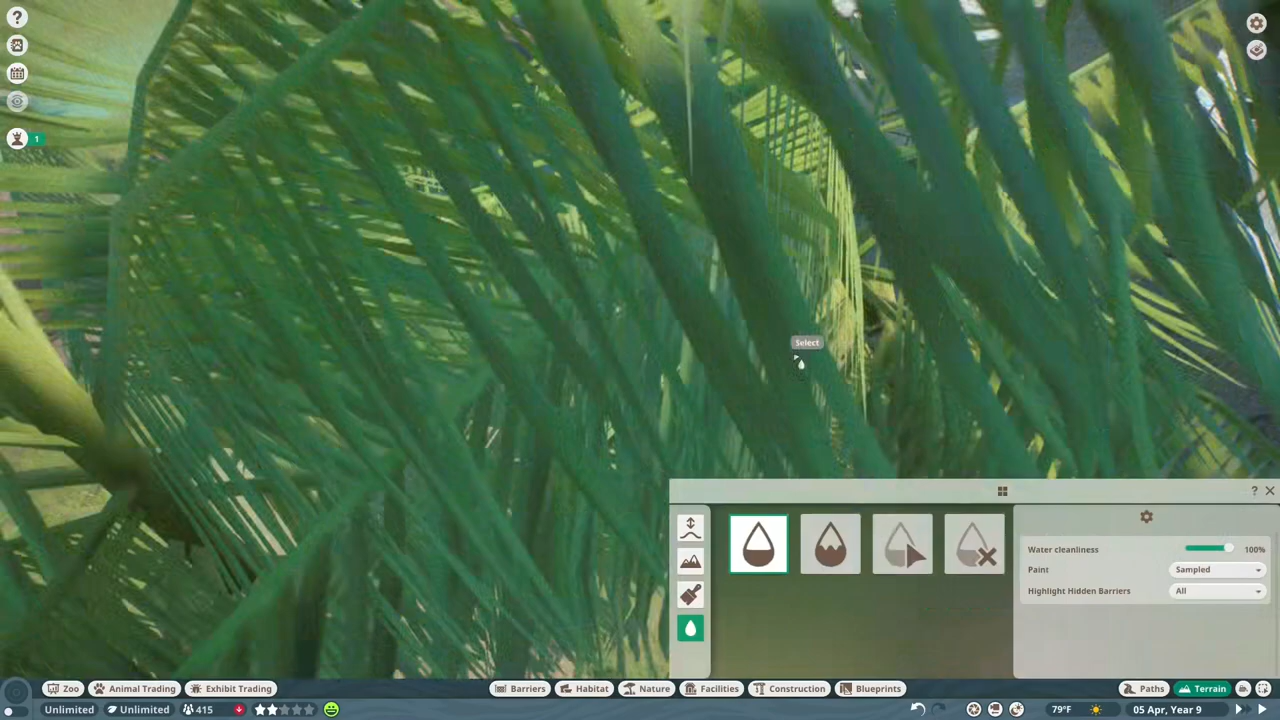 ?
1
Select
?
Water cleanliness 100%
Paint Sampled
Highlight Hidden Barriers All
Zoo Animal Trading Exhibit Trading Barriers Habitat Nature Facilities Construction Blueprints Paths Terrain
Unlimited Unlimited 415 79°F 05 Apr, Year 9